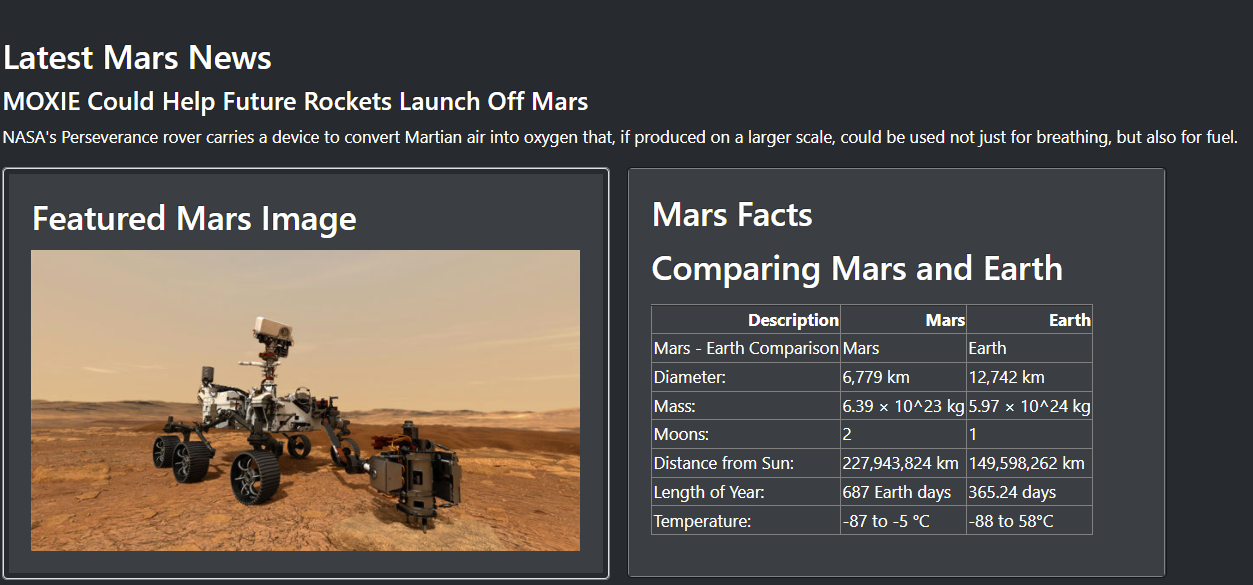 Latest Mars News
MOXIE Could Help Future Rockets Launch Off Mars
NASA's Perseverance rover carries a device to convert Martian air into oxygen that, if produced on a larger scale, could be used not just for breathing, but also for fuel.
Featured Mars Image
Mars Facts
Comparing Mars and Earth
Description Mars Earth
Mars - Earth Comparison Mars Earth
Diameter: 6,779 km 12,742 km
Mass: 6.39 × 10^23 kg 5.97 × 10^24 kg
Moons: 2 1
Distance from Sun: 227,943,824 km 149,598,262 km
Length of Year: 687 Earth days 365.24 days
Temperature: -87 to -5 °C -88 to 58°C